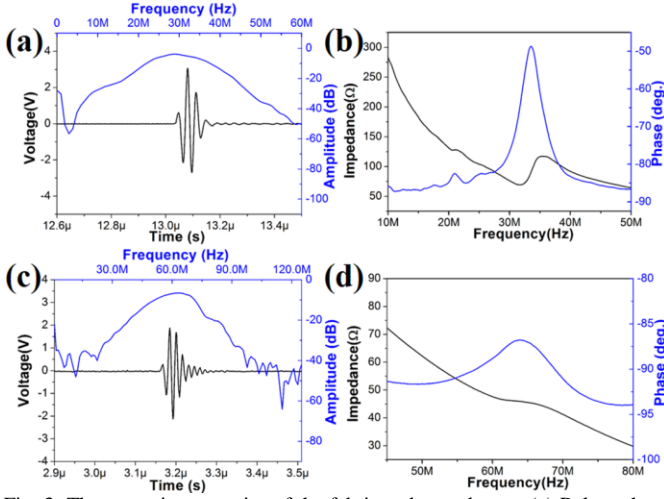 Frequency (Hz)
0 10M 20M 30M 40M 50M 60M
(a)
Voltage(V)
4
2
0
-2
-4
0
-20
-40
-60
-80
-100
Amplitude (dB)
12.6μ 12.8μ 13.0μ 13.2μ 13.4μ
Time (s)
(b)
Impedance(Ω)
300
250
200
150
100
50
-50
-60
-70
-80
-90
Phase (deg.)
10M 20M 30M 40M 50M
Frequency(Hz)
Frequency (Hz)
30.0M 60.0M 90.0M 120.0M
(c)
Voltage(V)
4
3
2
1
0
-1
-2
-3
-4
0
-20
-40
-60
-80
Amplitude (dB)
2.9μ 3.0μ 3.1μ 3.2μ 3.3μ 3.4μ 3.5μ
Time (s)
(d)
Impedance(Ω)
90
80
70
60
50
40
30
-80
-85
-90
-95
-100
Phase (deg.)
50M 60M 70M 80M
Frequency(Hz)